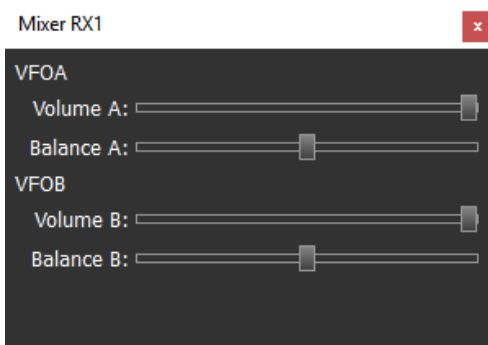 Mixer RX1
x
VFOA
Volume A:
Balance A:
VFOB
Volume B:
Balance B: